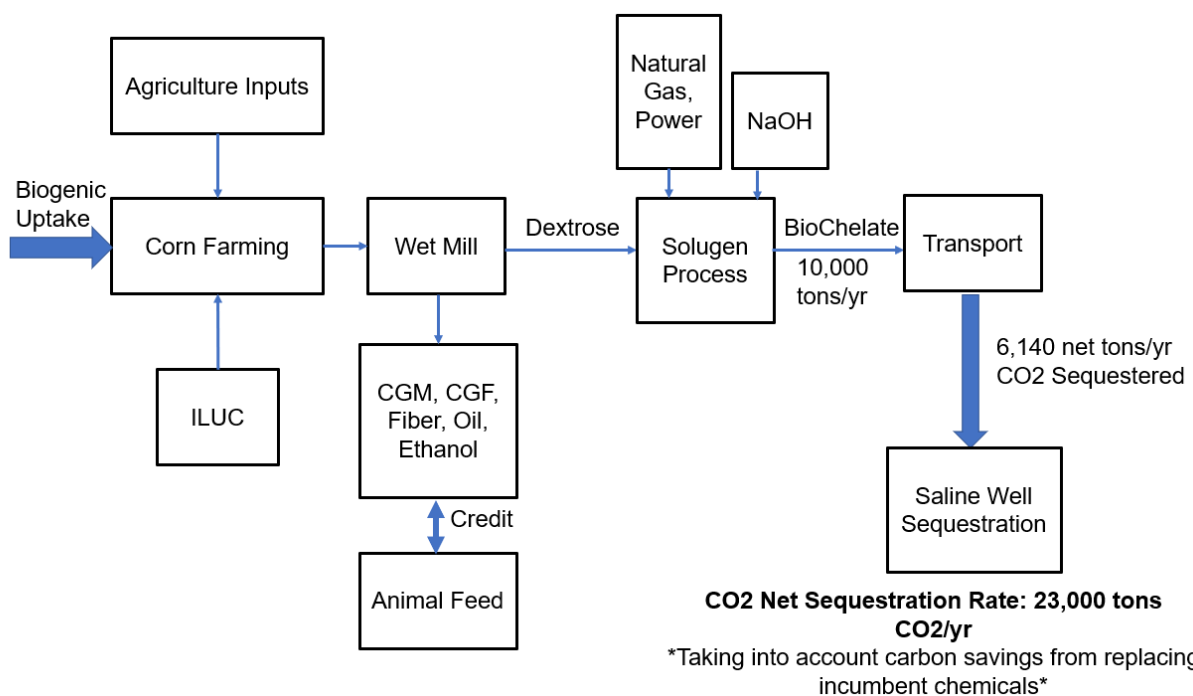 Agriculture Inputs
Natural
Gas,
Power
NaOH
Biogenic
Uptake
Corn Farming
Wet Mill
Dextrose
Solugen
Process
BioChelate
10,000
tons/yr
Transport
6,140 net tons/yr
CO2 Sequestered
ILUC
CGM, CGF,
Fiber, Oil,
Ethanol
Credit
Animal Feed
Saline Well
Sequestration
CO2 Net Sequestration Rate: 23,000 tons
CO2/yr
*Taking into account carbon savings from replacing
incumbent chemicals*